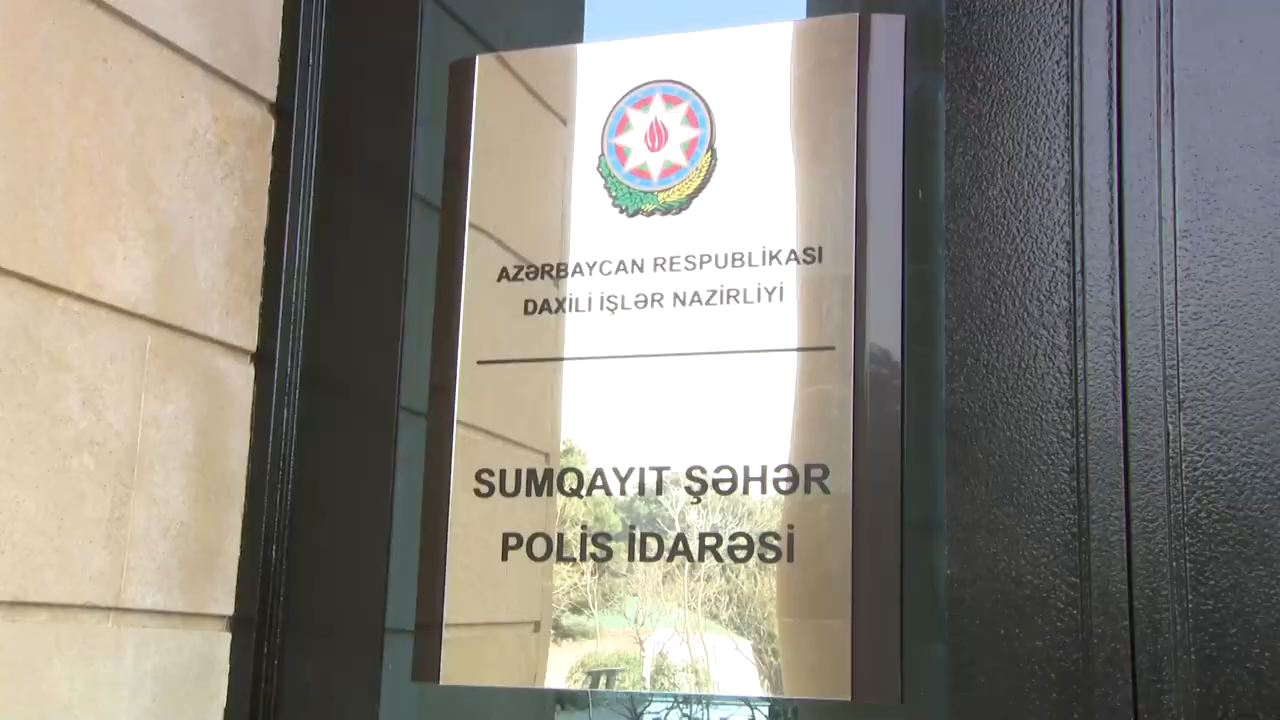 AZƏRBAYCAN RESPUBLİKASI
DAXİLİ İŞLƏR NAZİRLİYİ
SUMQAYIT ŞƏHƏR
POLİS İDARƏSİ